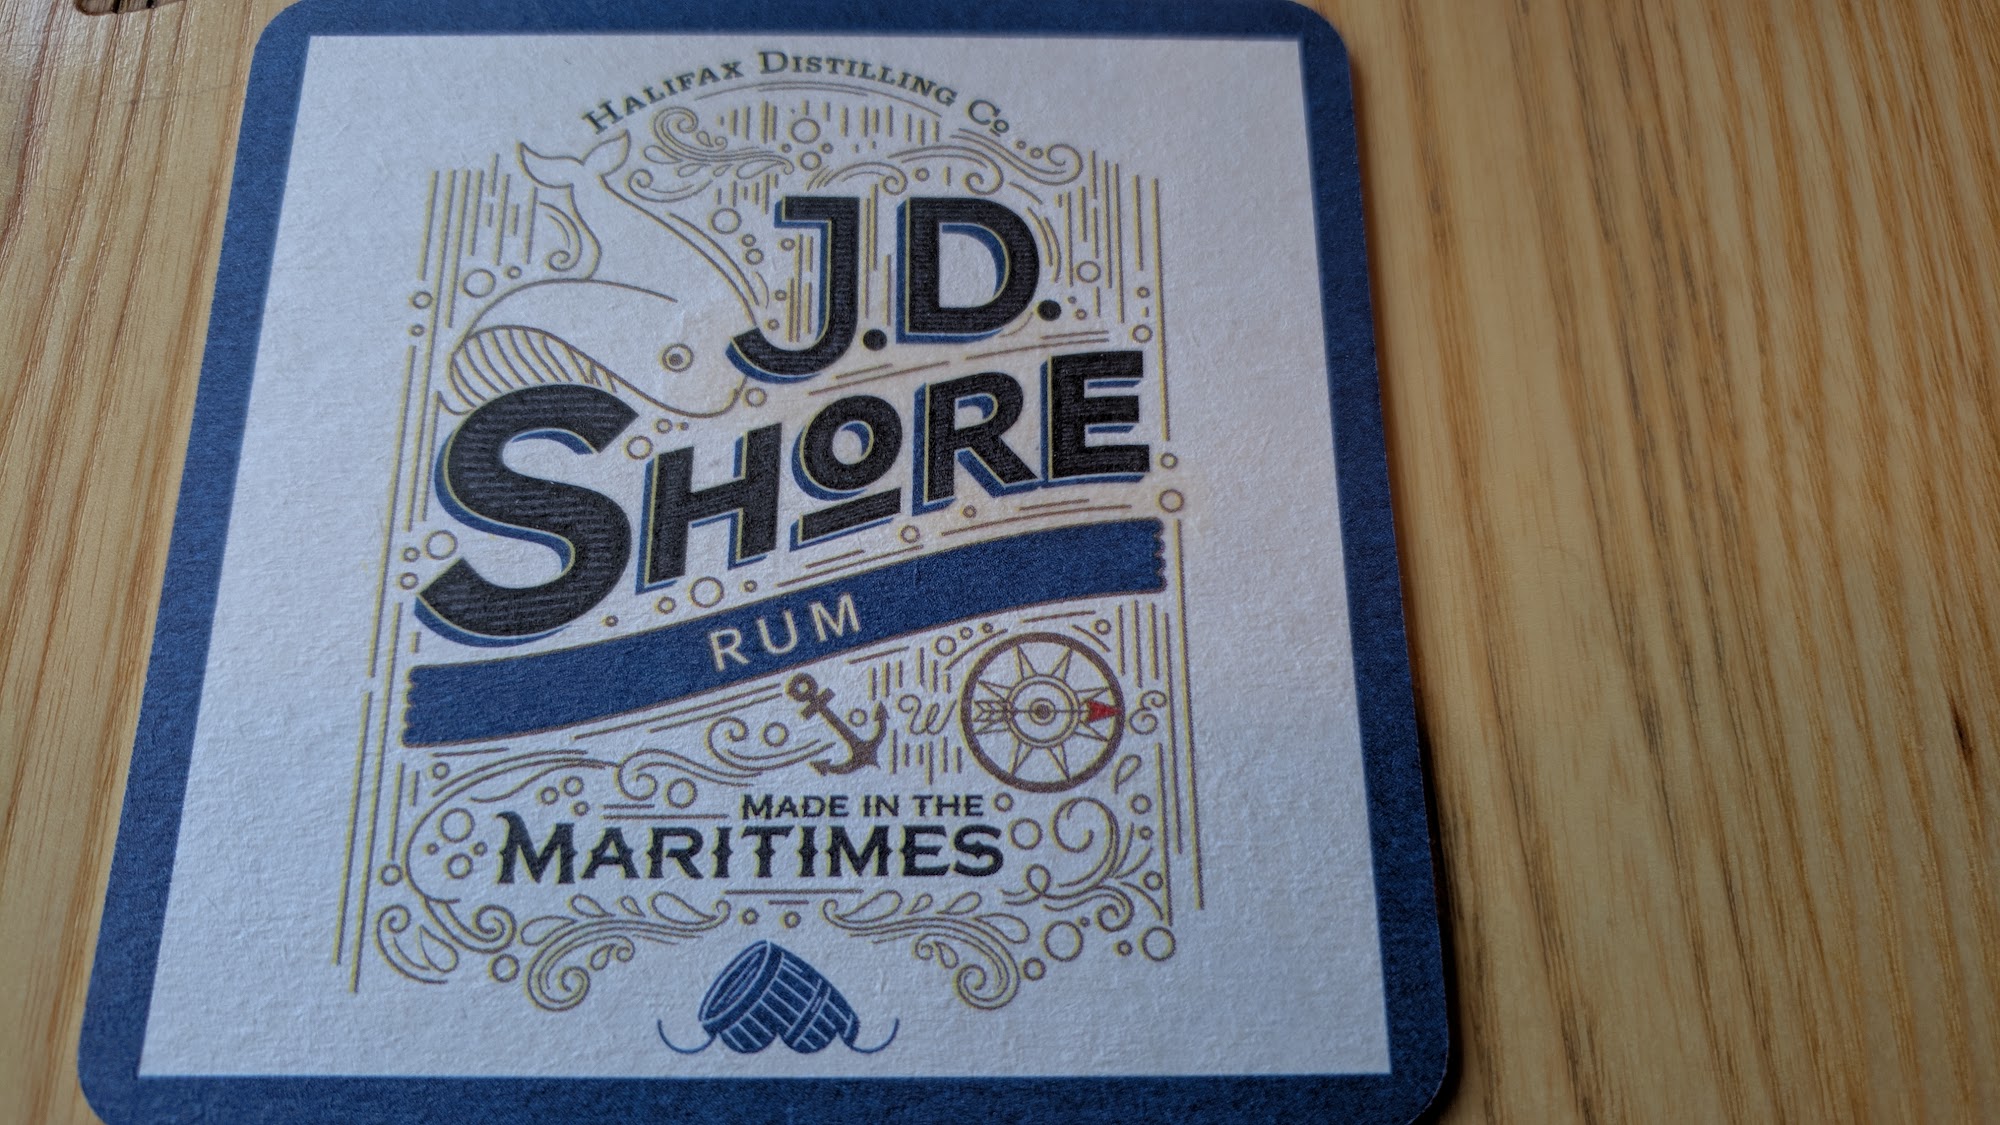 HALIFAX DISTILLING Co
J.D.
SHORE
RUM
W E
MADE IN THE
MARITIMES